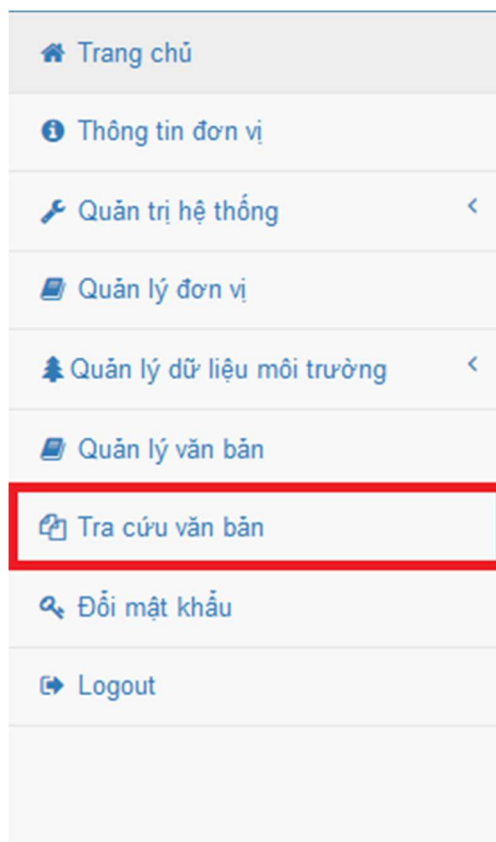 Trang chủ
Thông tin đơn vị
Quản trị hệ thống
Quản lý đơn vị
Quản lý dữ liệu môi trường
Quản lý văn bản
Tra cứu văn bản
Đổi mật khẩu
Logout